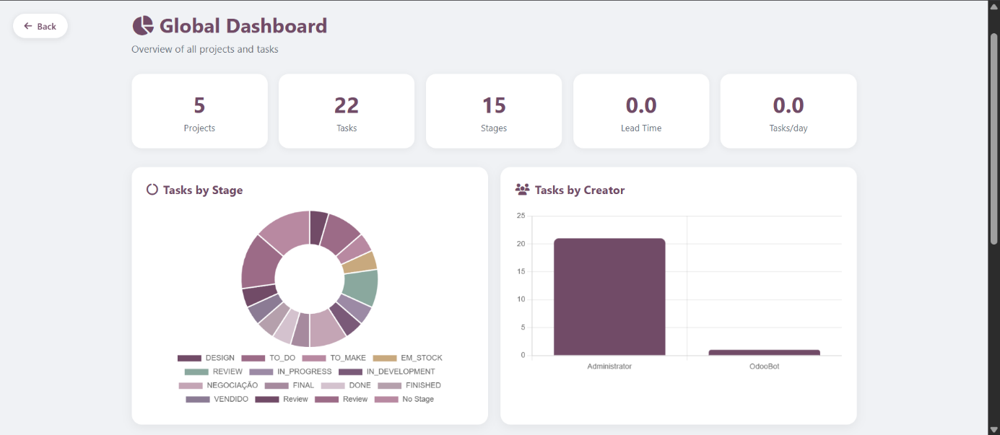 Back
Global Dashboard
Overview of all projects and tasks
5
Projects
22
Tasks
15
Stages
0.0
Lead Time
0.0
Tasks/day
Tasks by Stage
DESIGN TO_DO TO_MAKE EM_STOCK
REVIEW IN_PROGRESS IN_DEVELOPMENT
NEGOCIAÇÃO FINAL DONE FINISHED
VENDIDO Review Review No Stage
Tasks by Creator
25
20
15
10
5
0
Administrator OdooBot